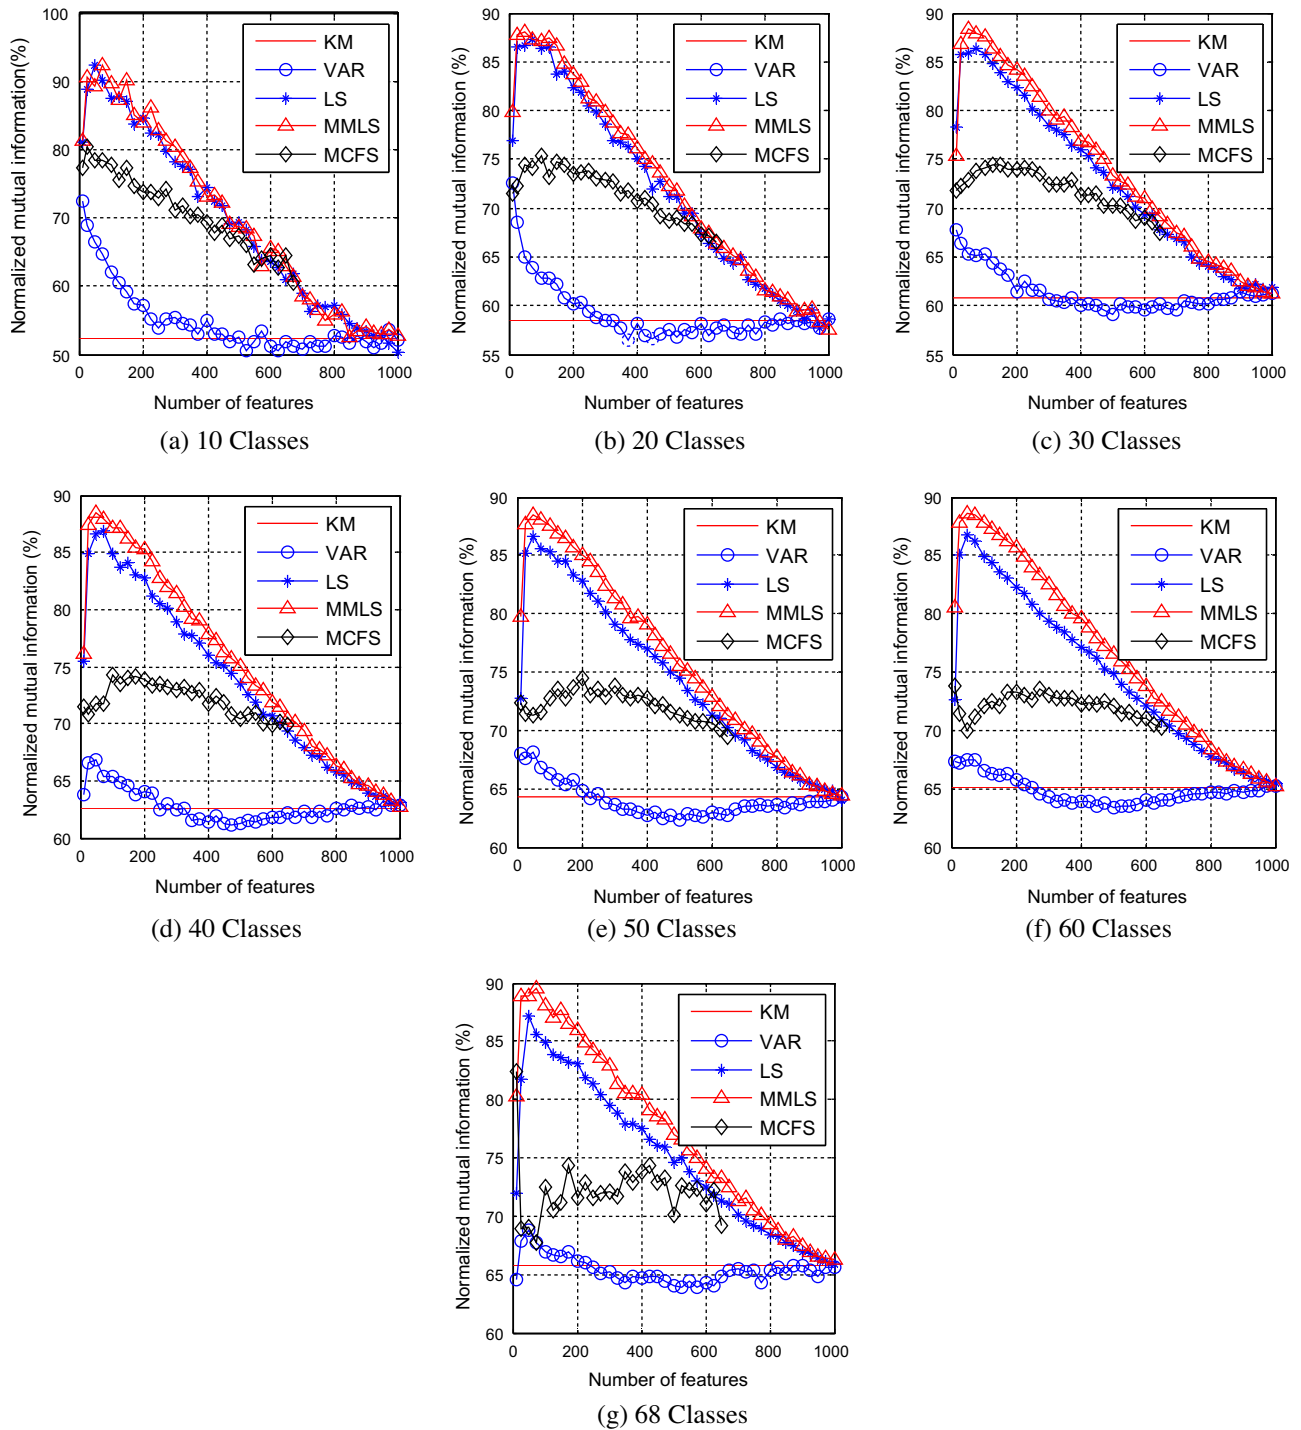 Normalized mutual information(%)
100
90
80
70
60
50
0 200 400 600 800 1000
KM
VAR
LS
MMLS
MCFS
Number of features
(a) 10 Classes
Normalized mutual information (%)
90
85
80
75
70
65
60
55
0 200 400 600 800 1000
KM
VAR
LS
MMLS
MCFS
Number of features
(b) 20 Classes
Normalized mutual information (%)
90
85
80
75
70
65
60
55
0 200 400 600 800 1000
KM
VAR
LS
MMLS
MCFS
Number of features
(c) 30 Classes
Normalized mutual information (%)
90
85
80
75
70
65
60
0 200 400 600 800 1000
KM
VAR
LS
MMLS
MCFS
Number of features
(d) 40 Classes
Normalized mutual information (%)
90
85
80
75
70
65
60
0 200 400 600 800 1000
KM
VAR
LS
MMLS
MCFS
Number of features
(e) 50 Classes
Normalized mutual information (%)
90
85
80
75
70
65
60
0 200 400 600 800 1000
KM
VAR
LS
MMLS
MCFS
Number of features
(f) 60 Classes
Normalized mutual information (%)
90
85
80
75
70
65
60
0 200 400 600 800 1000
KM
VAR
LS
MMLS
MCFS
Number of features
(g) 68 Classes